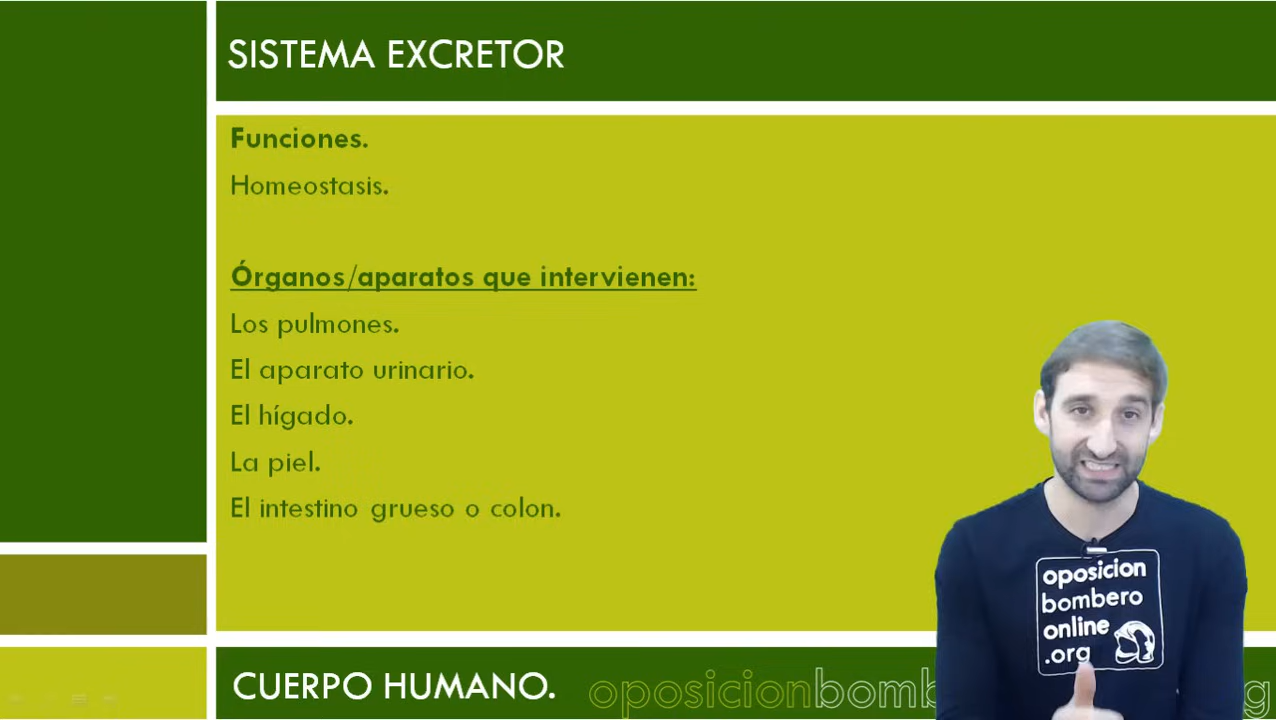 SISTEMA EXCRETOR
Funciones.
Homeostasis.
Órganos/aparatos que intervienen:
Los pulmones.
El aparato urinario.
El hígado.
La piel.
El intestino grueso o colon.
oposicion
bombero
online
.org
CUERPO HUMANO.
oposicionbomb
g